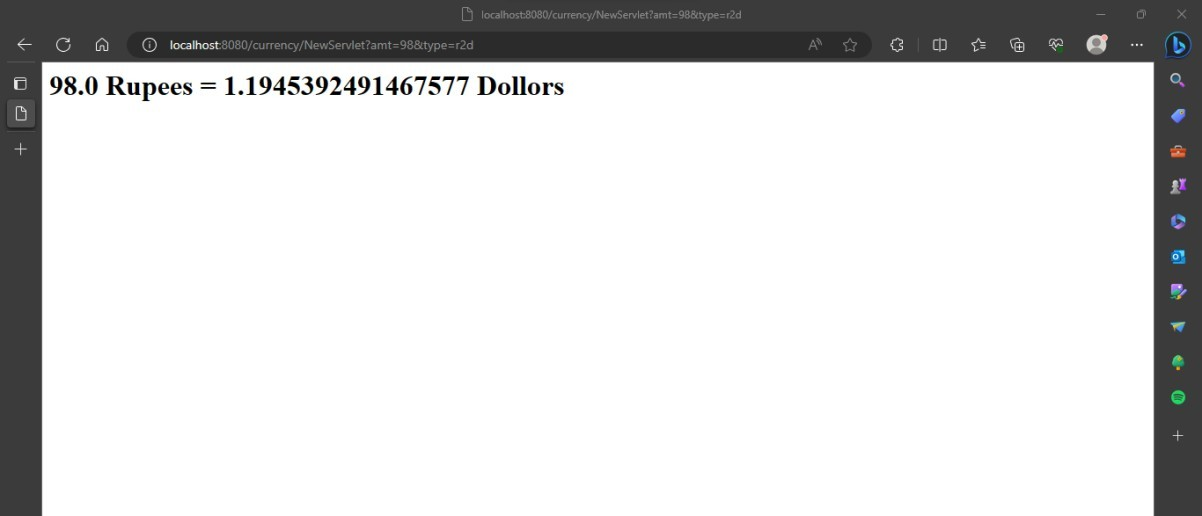 localhost:8080/currency/NewServlet?amt=98&type=r2d
localhost:8080/currency/NewServlet?amt=98&type=r2d
98.0 Rupees = 1.1945392491467577 Dollors